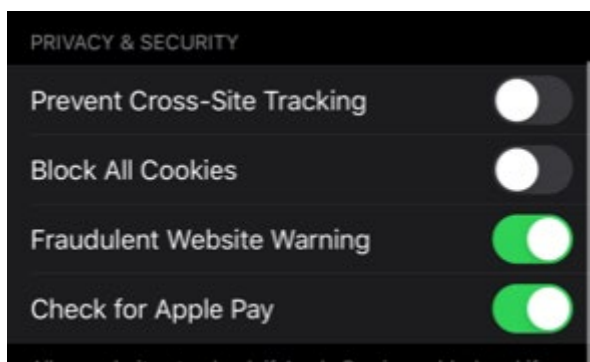 PRIVACY & SECURITY
Prevent Cross-Site Tracking
Block All Cookies
Fraudulent Website Warning
Check for Apple Pay